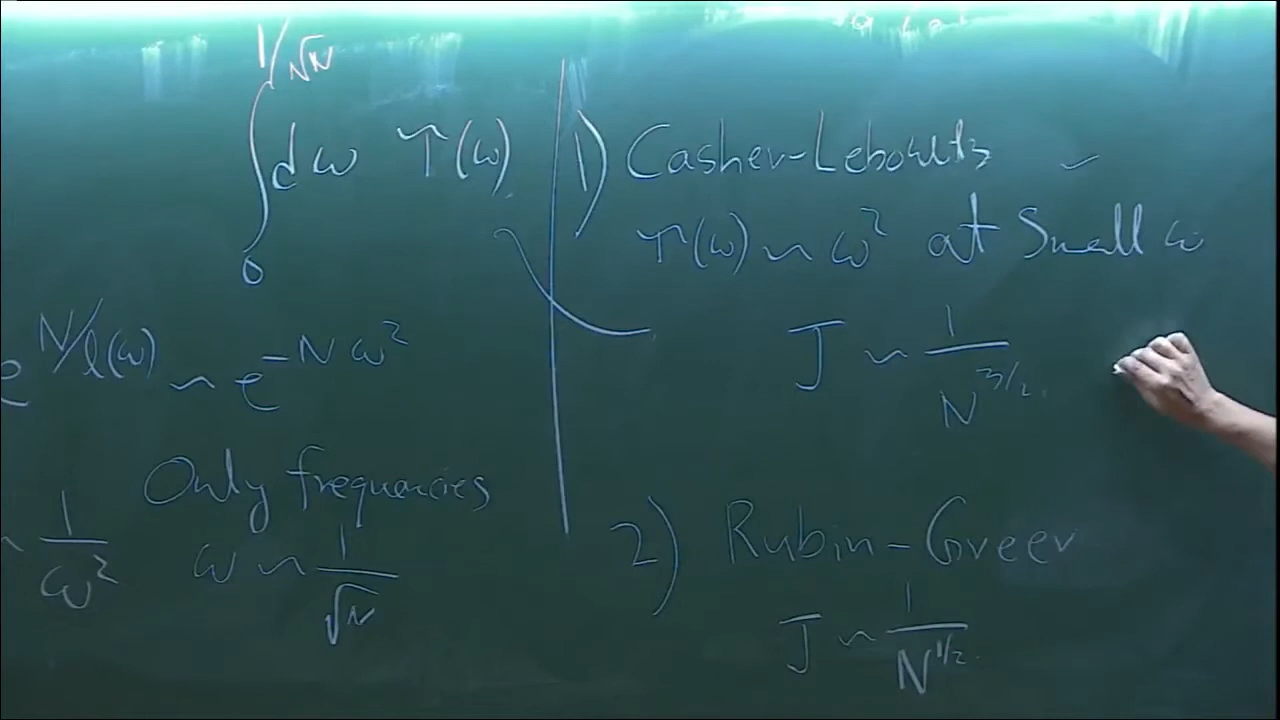 ∫₀^{1/√N} dω T(ω)
e^{N/ℓ(ω)} ~ e^{-Nω²}
~ 1/ω²
Only frequencies
ω ~ 1/√N
1) Casher-Lebowitz ~
T(ω) ~ ω² at small ω
J ~ 1/N^{3/2}.
2) Rubin-Greer
J ~ 1/N^{1/2}.